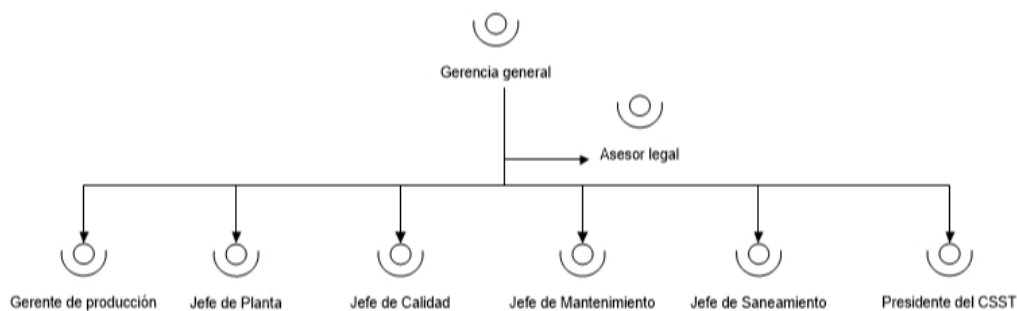 Gerencia general
Asesor legal
Gerente de producción
Jefe de Planta
Jefe de Calidad
Jefe de Mantenimiento
Jefe de Saneamiento
Presidente del CSST